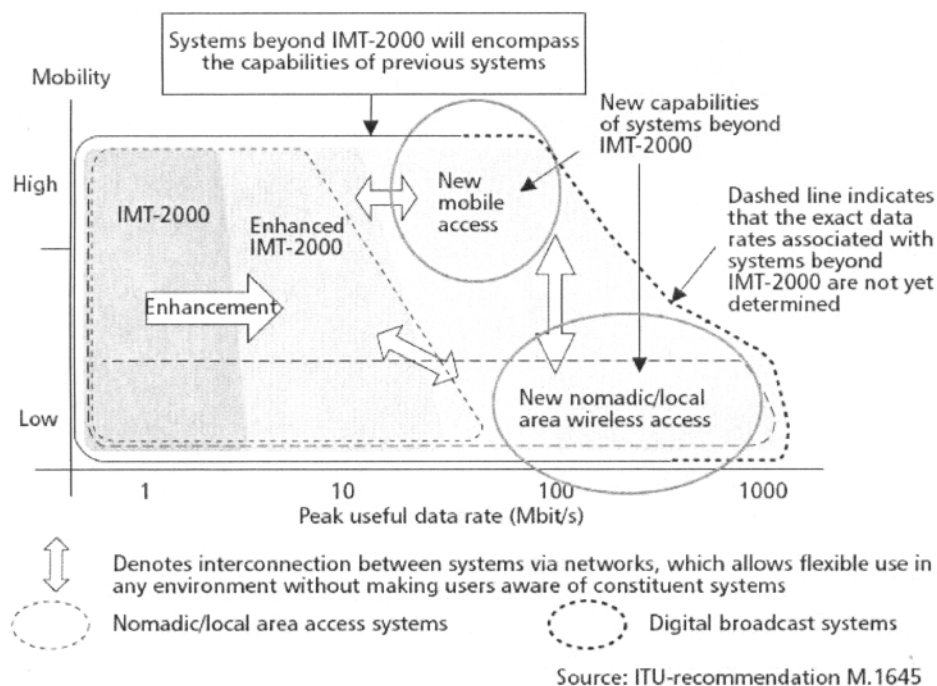 Systems beyond IMT-2000 will encompass
the capabilities of previous systems
Mobility
New capabilities
of systems beyond
IMT-2000
High
New
mobile
access
IMT-2000
Enhanced
IMT-2000
Dashed line indicates
that the exact data
rates associated with
systems beyond
IMT-2000 are not yet
determined
Enhancement
Low
New nomadic/local
area wireless access
1
10
100
1000
Peak useful data rate (Mbit/s)
Denotes interconnection between systems via networks, which allows flexible use in
any environment without making users aware of constituent systems
Nomadic/local area access systems
Digital broadcast systems
Source: ITU-recommendation M.1645